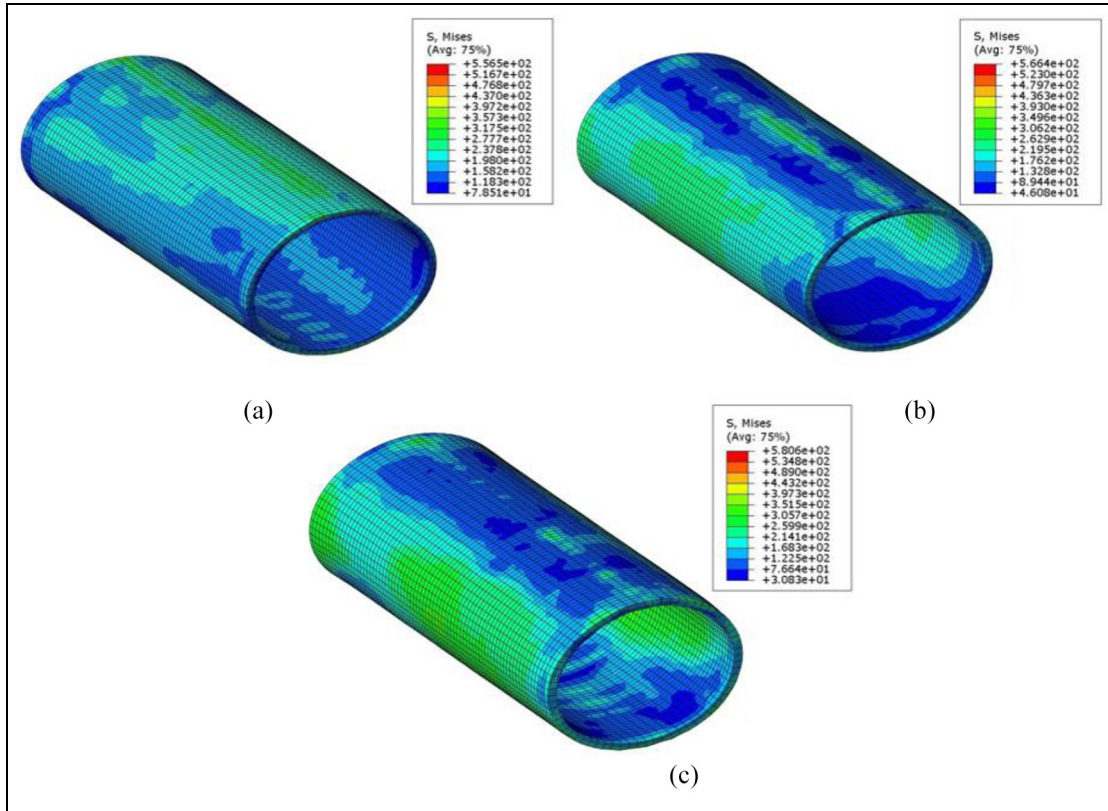 S, Mises
(Avg: 75%)
+5.565e+02
+5.167e+02
+4.768e+02
+4.370e+02
+3.972e+02
+3.573e+02
+3.175e+02
+2.777e+02
+2.378e+02
+1.980e+02
+1.582e+02
+1.183e+02
+7.851e+01
S, Mises
(Avg: 75%)
+5.664e+02
+5.230e+02
+4.797e+02
+4.363e+02
+3.930e+02
+3.496e+02
+3.062e+02
+2.629e+02
+2.195e+02
+1.762e+02
+1.328e+02
+8.944e+01
+4.608e+01
(a)
(b)
S, Mises
(Avg: 75%)
+5.806e+02
+5.348e+02
+4.890e+02
+4.432e+02
+3.973e+02
+3.515e+02
+3.057e+02
+2.599e+02
+2.141e+02
+1.683e+02
+1.225e+02
+7.664e+01
+3.083e+01
(c)